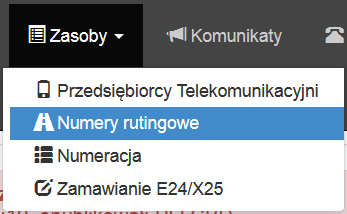 Zasoby Komunikaty
Przedsiębiorcy Telekomunikacyjni
Numery rutingowe
Numeracja
Zamawianie E24/X25